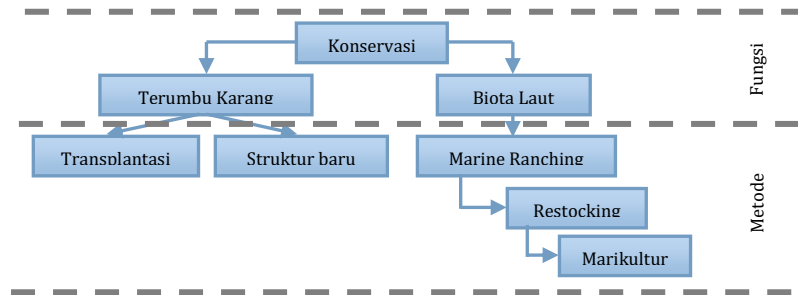 Konservasi
Fungsi
Terumbu Karang
Biota Laut
Transplantasi
Struktur baru
Marine Ranching
Metode
Restocking
Marikultur